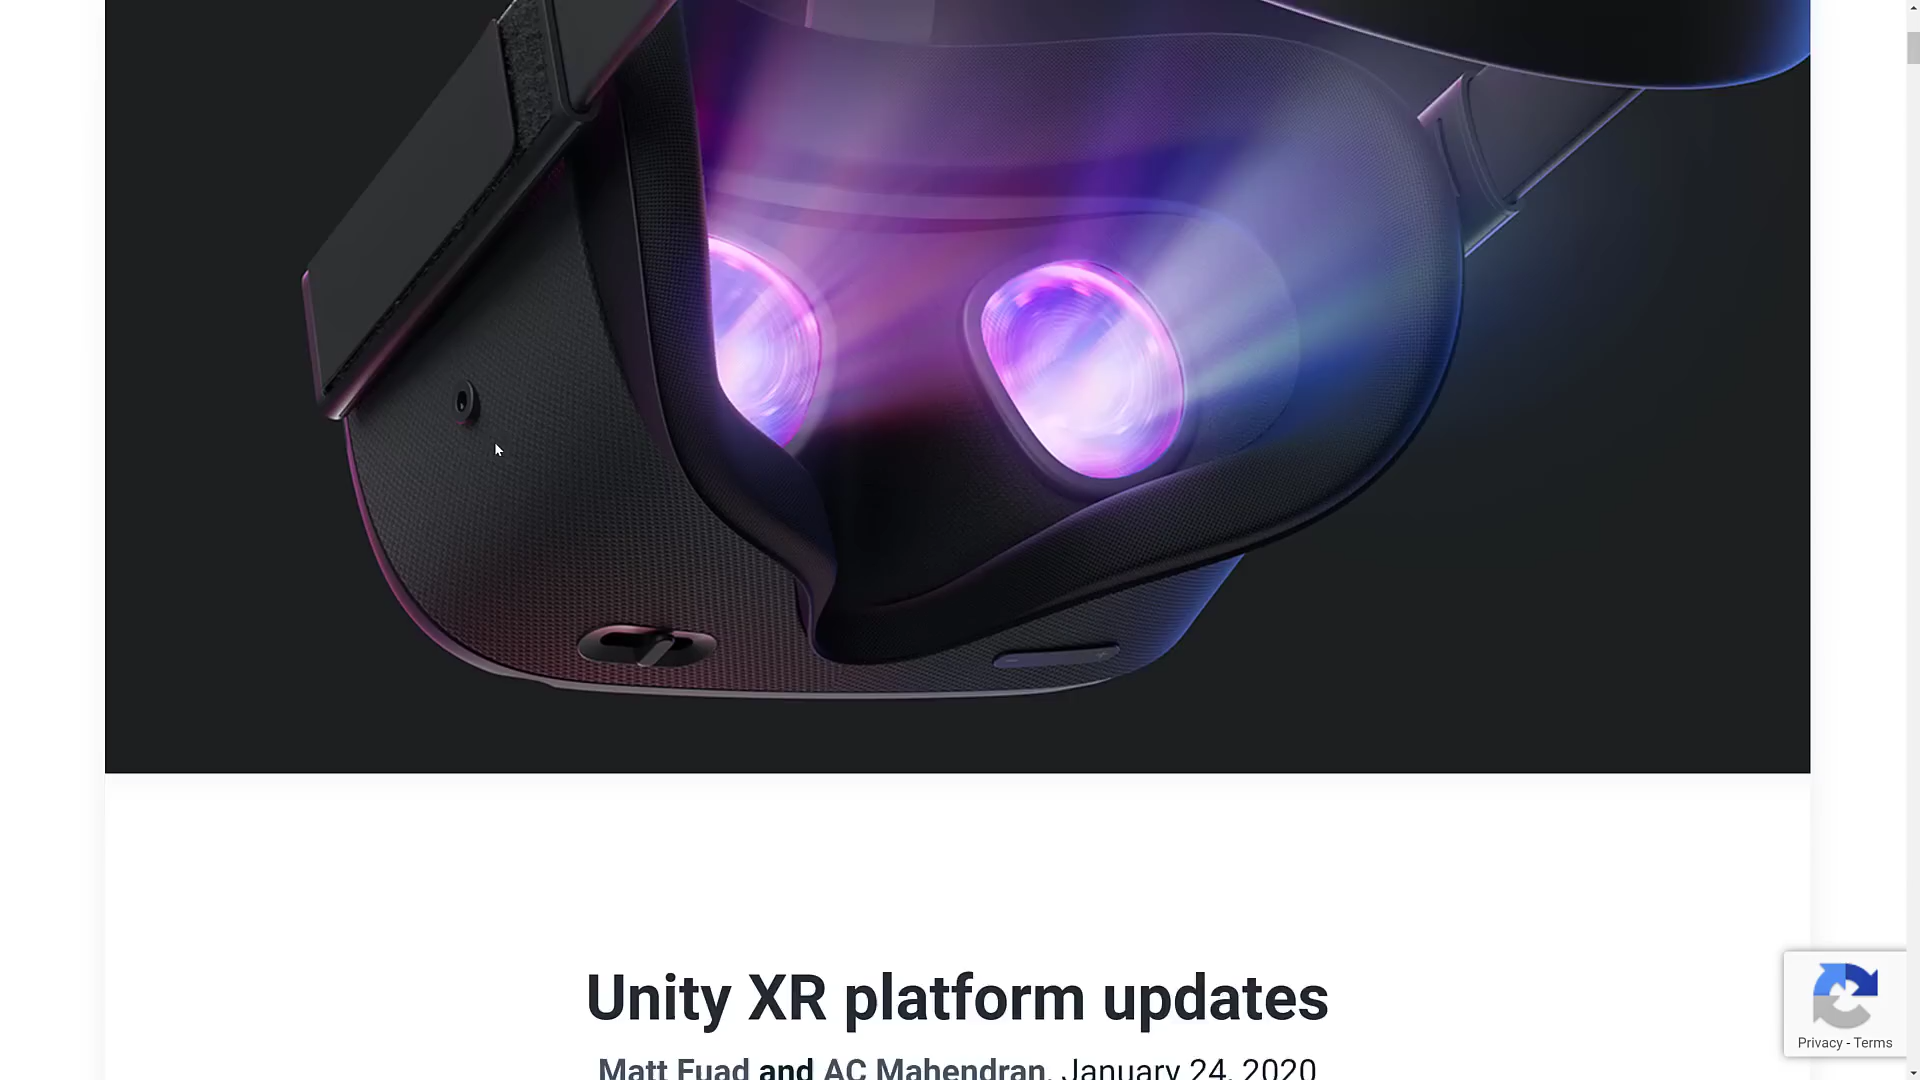 Unity XR platform updates
Matt Fuad and AC Mahendran, January 24, 2020
Privacy - Terms